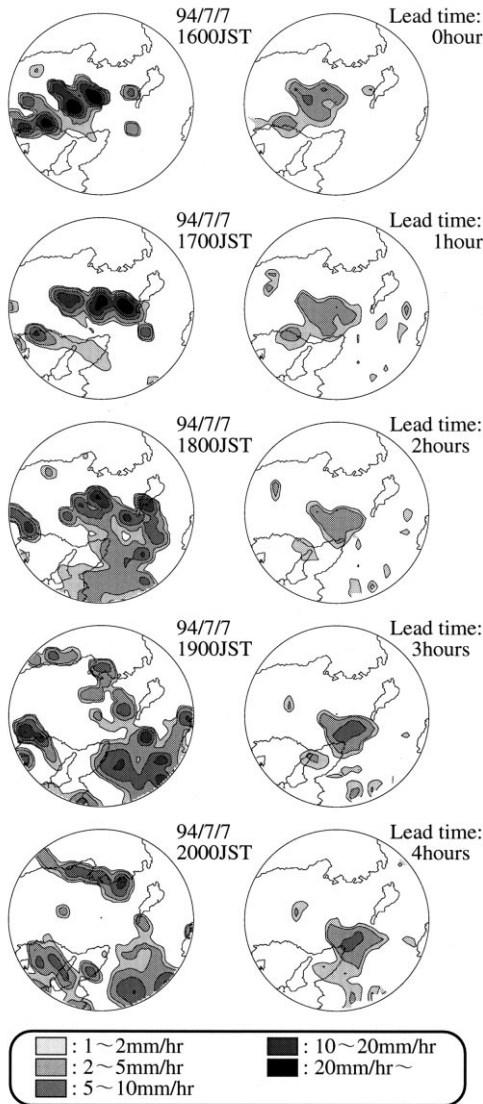 94/7/7
1600JST
Lead time:
0hour
94/7/7
1700JST
Lead time:
1hour
94/7/7
1800JST
Lead time:
2hours
94/7/7
1900JST
Lead time:
3hours
94/7/7
2000JST
Lead time:
4hours
: 1~2mm/hr
: 2~5mm/hr
: 5~10mm/hr
: 10~20mm/hr
: 20mm/hr~